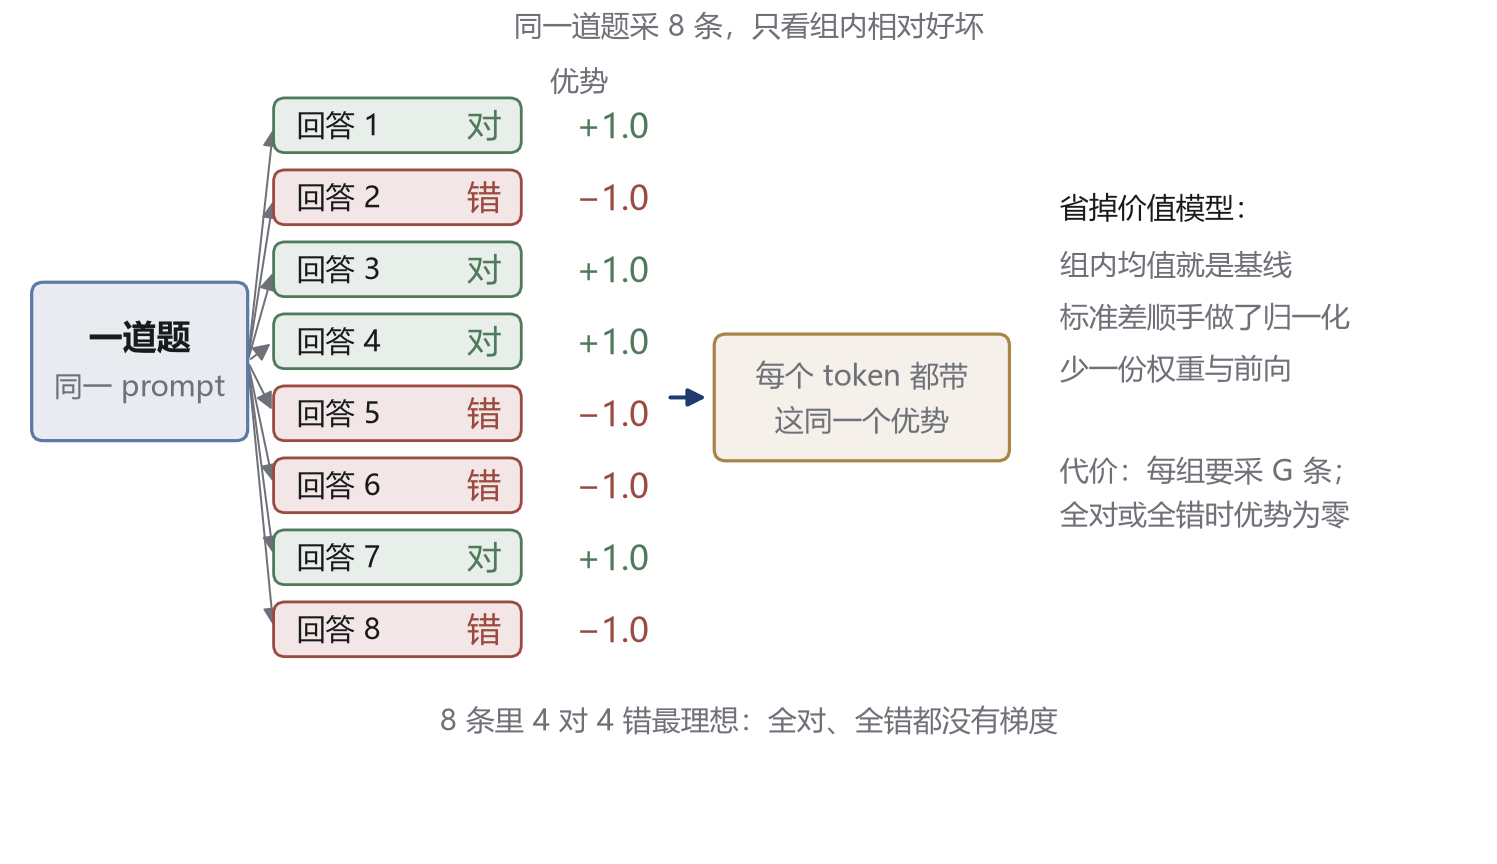 同一道题采 8 条，只看组内相对好坏
优势
回答 1 对 +1.0
回答 2 错 −1.0
回答 3 对 +1.0
回答 4 对 +1.0
回答 5 错 −1.0
回答 6 错 −1.0
回答 7 对 +1.0
回答 8 错 −1.0
一道题
同一 prompt
每个 token 都带
这同一个优势
省掉价值模型：
组内均值就是基线
标准差顺手做了归一化
少一份权重与前向
代价：每组要采 G 条；
全对或全错时优势为零
8 条里 4 对 4 错最理想：全对、全错都没有梯度